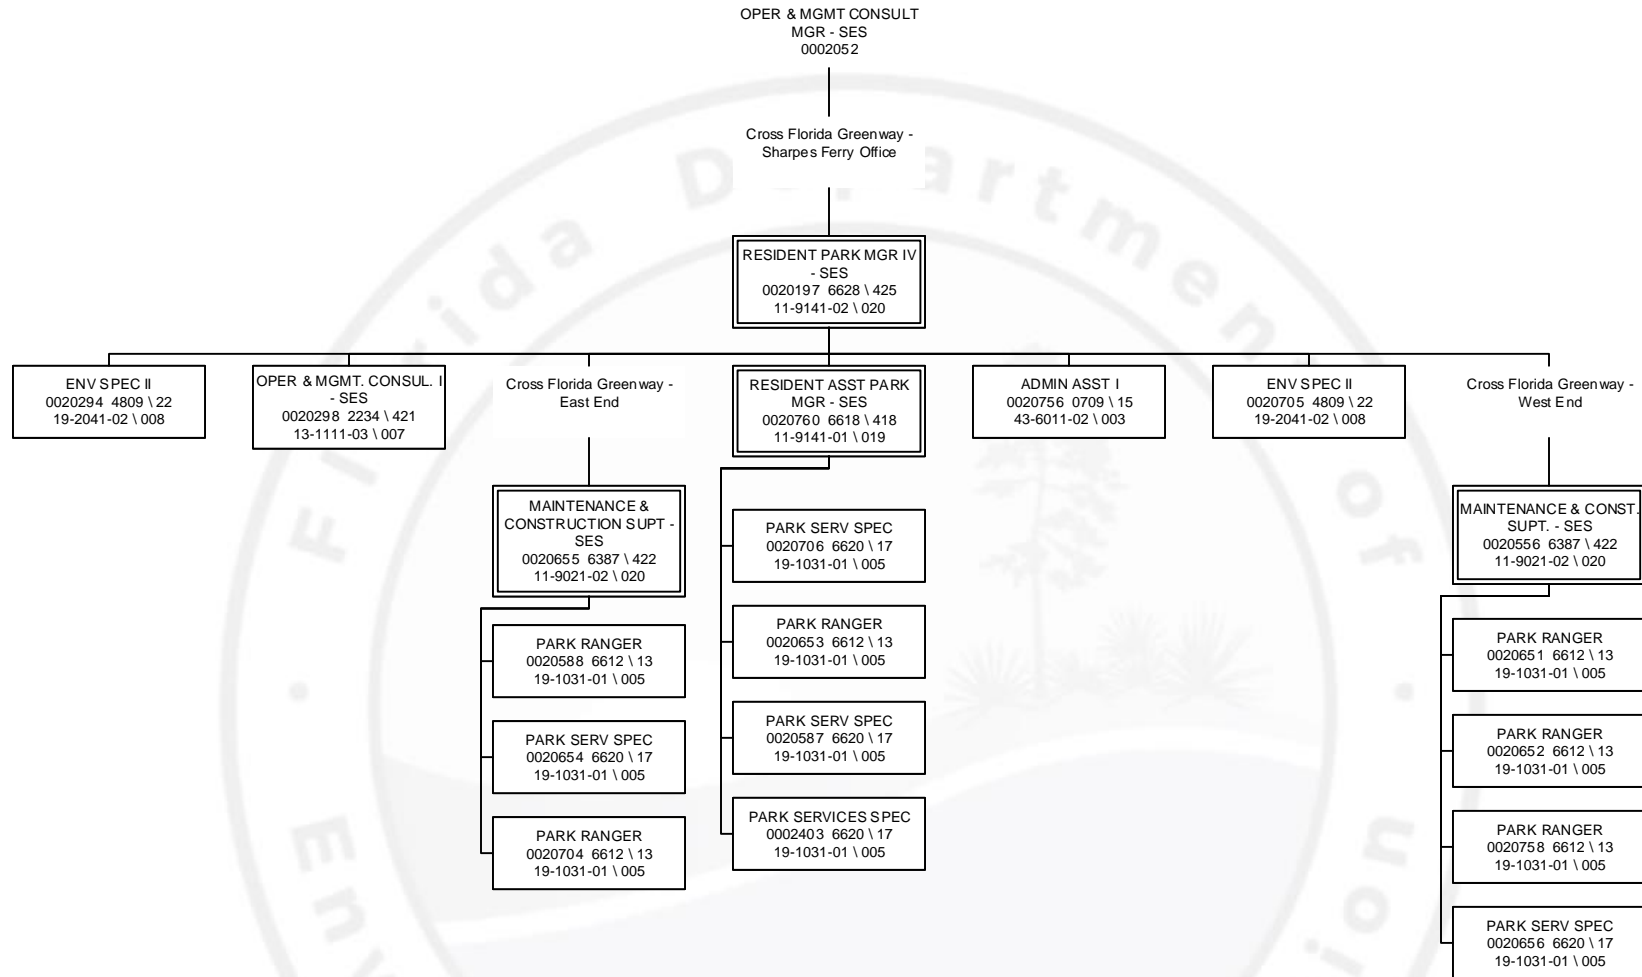 OPER & MGMT CONSULT
MGR - SES
0002052
Cross Florida Greenway -
Sharpes Ferry Office
RESIDENT PARK MGR IV
- SES
0020197 6628 \ 425
11-9141-02 \ 020
ENV SPEC II
0020294 4809 \ 22
19-2041-02 \ 008
OPER & MGMT. CONSUL. I
- SES
0020298 2234 \ 421
13-1111-03 \ 007
Cross Florida Greenway -
East End
RESIDENT ASST PARK
MGR - SES
0020760 6618 \ 418
11-9141-01 \ 019
ADMIN ASST I
0020756 0709 \ 15
43-6011-02 \ 003
ENV SPEC II
0020705 4809 \ 22
19-2041-02 \ 008
Cross Florida Greenway -
West End
MAINTENANCE &
CONSTRUCTION SUPT -
SES
0020655 6387 \ 422
11-9021-02 \ 020
PARK RANGER
0020588 6612 \ 13
19-1031-01 \ 005
PARK SERV SPEC
0020654 6620 \ 17
19-1031-01 \ 005
PARK RANGER
0020704 6612 \ 13
19-1031-01 \ 005
PARK SERV SPEC
0020706 6620 \ 17
19-1031-01 \ 005
PARK RANGER
0020653 6612 \ 13
19-1031-01 \ 005
PARK SERV SPEC
0020587 6620 \ 17
19-1031-01 \ 005
PARK SERVICES SPEC
0002403 6620 \ 17
19-1031-01 \ 005
MAINTENANCE & CONST.
SUPT. - SES
0020556 6387 \ 422
11-9021-02 \ 020
PARK RANGER
0020651 6612 \ 13
19-1031-01 \ 005
PARK RANGER
0020652 6612 \ 13
19-1031-01 \ 005
PARK RANGER
0020758 6612 \ 13
19-1031-01 \ 005
PARK SERV SPEC
0020656 6620 \ 17
19-1031-01 \ 005